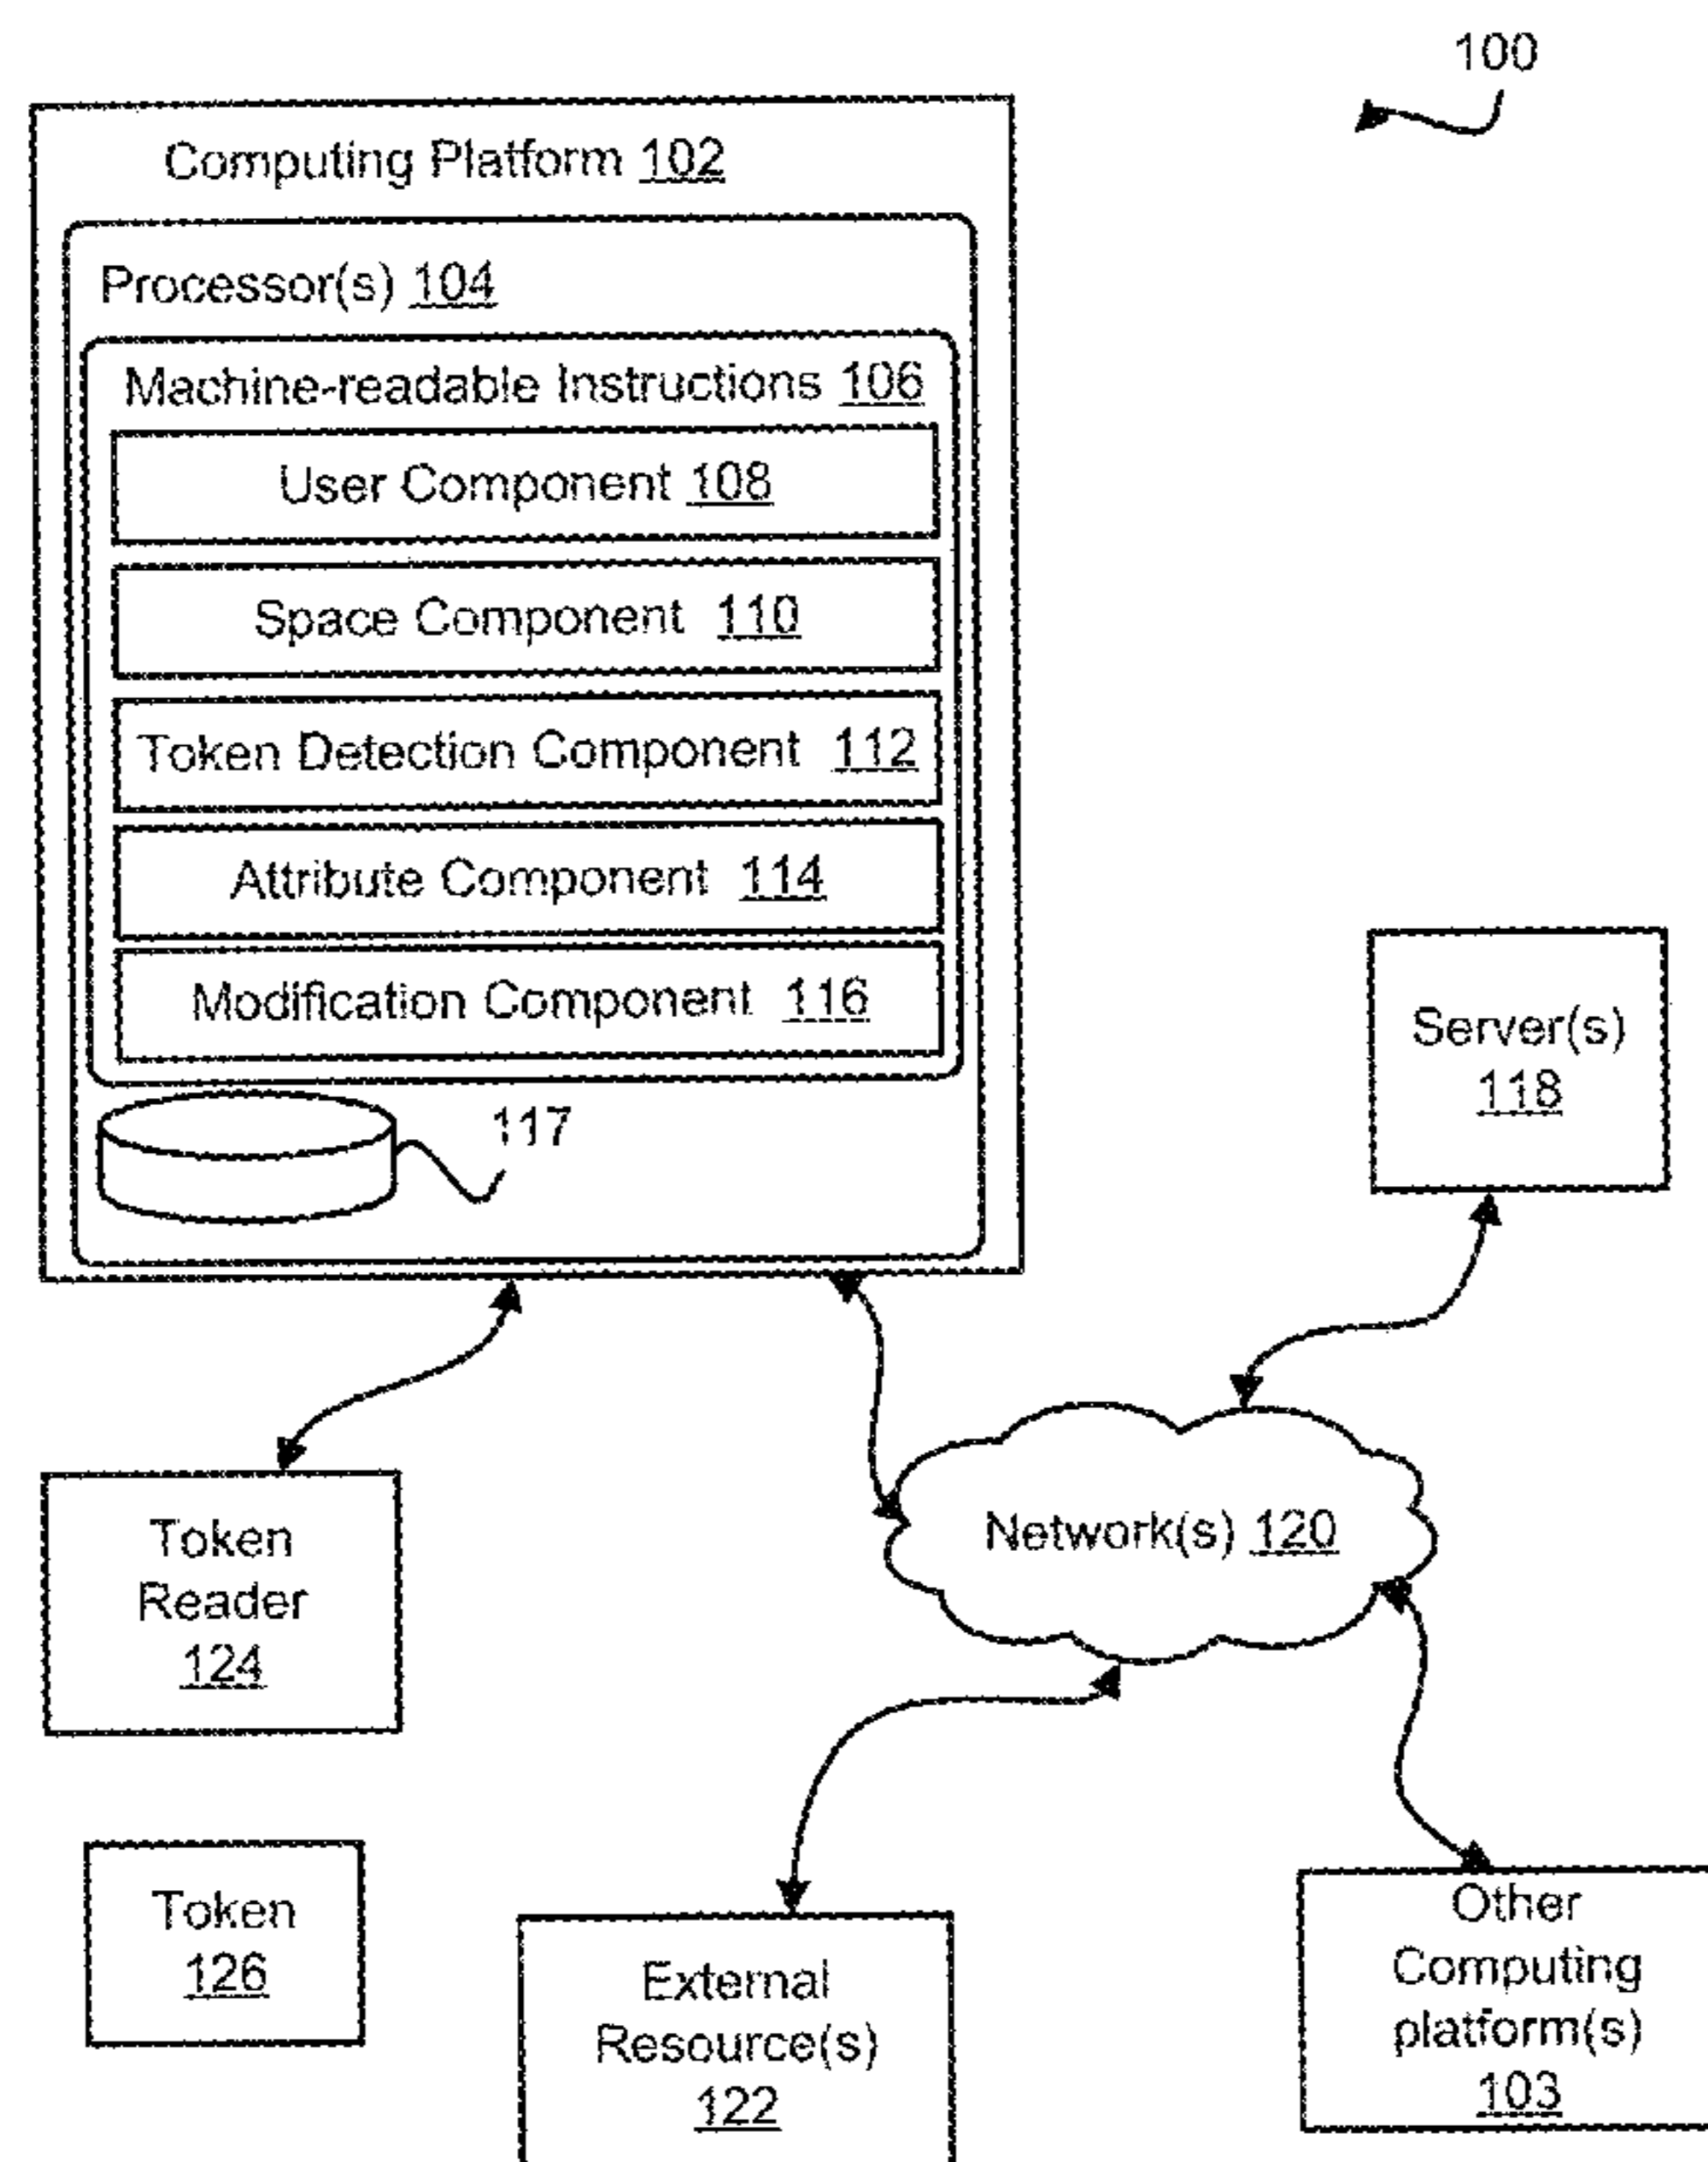 100
Computing Platform 102
Processor(s) 104
Machine-readable Instructions 106
User Component 108
Space Component 110
Token Detection Component 112
Attribute Component 114
Modification Component 116
117
Server(s)
118
Network(s) 120
Token
Reader
124
Token
126
External
Resource(s)
122
Other
Computing
platform(s)
103